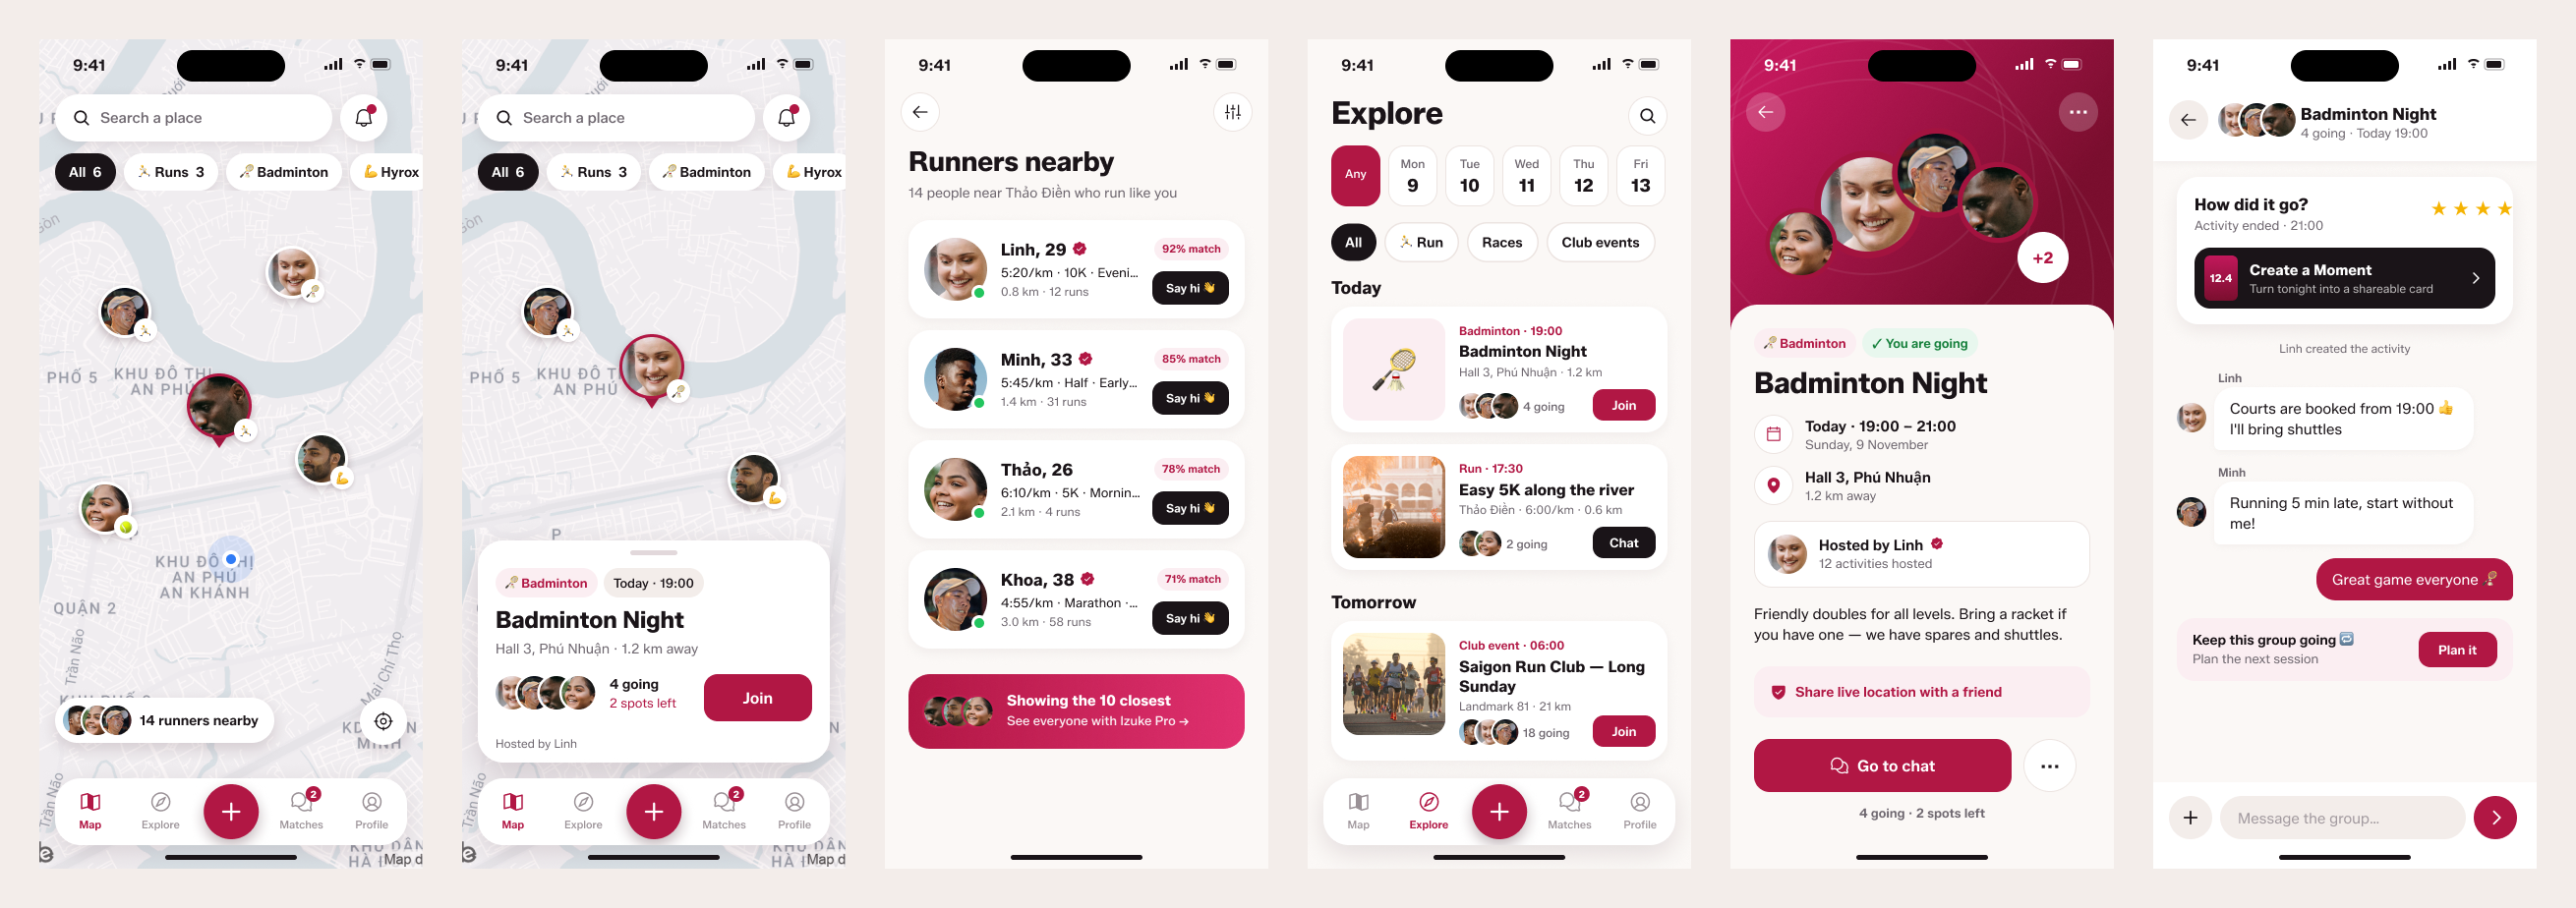 9:41
Search a place
All 6
Runs 3
Badminton
Hyrox
PHỐ 5
KHU ĐÔ THỊ
AN PHÚ
KHU ĐÔ THỊ
AN PHÚ
AN KHÁNH
QUẬN 2
Trần Não
Mai Chí Thọ
14 runners nearby
Map
Explore
2
Matches
Profile
Trần Não
Map d
9:41
Search a place
All 6
Runs 3
Badminton
Hyrox
PHỐ 5
KHU ĐÔ T
AN PHÚ
P
Badminton
Today · 19:00
Badminton Night
Hall 3, Phú Nhuận · 1.2 km away
4 going
2 spots left
Join
Hosted by Linh
Map
Explore
2
Matches
Profile
Map d
9:41
Runners nearby
14 people near Thảo Điền who run like you
Linh, 29
92% match
5:20/km · 10K · Eveni...
0.8 km · 12 runs
Say hi 👋
Minh, 33
85% match
5:45/km · Half · Early...
1.4 km · 31 runs
Say hi 👋
Thảo, 26
78% match
6:10/km · 5K · Mornin...
2.1 km · 4 runs
Say hi 👋
Khoa, 38
71% match
4:55/km · Marathon ·...
3.0 km · 58 runs
Say hi 👋
Showing the 10 closest
See everyone with Izuke Pro →
9:41
Explore
Any
Mon 9
Tue 10
Wed 11
Thu 12
Fri 13
All
Run
Races
Club events
Today
Badminton · 19:00
Badminton Night
Hall 3, Phú Nhuận · 1.2 km
4 going
Join
Run · 17:30
Easy 5K along the river
Thảo Điền · 6:00/km · 0.6 km
2 going
Chat
Tomorrow
Club event · 06:00
Saigon Run Club — Long
Sunday
Landmark 81 · 21 km
18 going
Join
Map
Explore
2
Matches
Profile
9:41
+2
Badminton
✓ You are going
Badminton Night
Today · 19:00 – 21:00
Sunday, 9 November
Hall 3, Phú Nhuận
1.2 km away
Hosted by Linh
12 activities hosted
Friendly doubles for all levels. Bring a racket if
you have one — we have spares and shuttles.
Share live location with a friend
Go to chat
4 going · 2 spots left
9:41
Badminton Night
4 going · Today 19:00
How did it go?
Activity ended · 21:00
12.4
Create a Moment
Turn tonight into a shareable card
Linh created the activity
Linh
Courts are booked from 19:00 👍
I'll bring shuttles
Minh
Running 5 min late, start without
me!
Great game everyone 🏸
Keep this group going 🔁
Plan the next session
Plan it
Message the group...